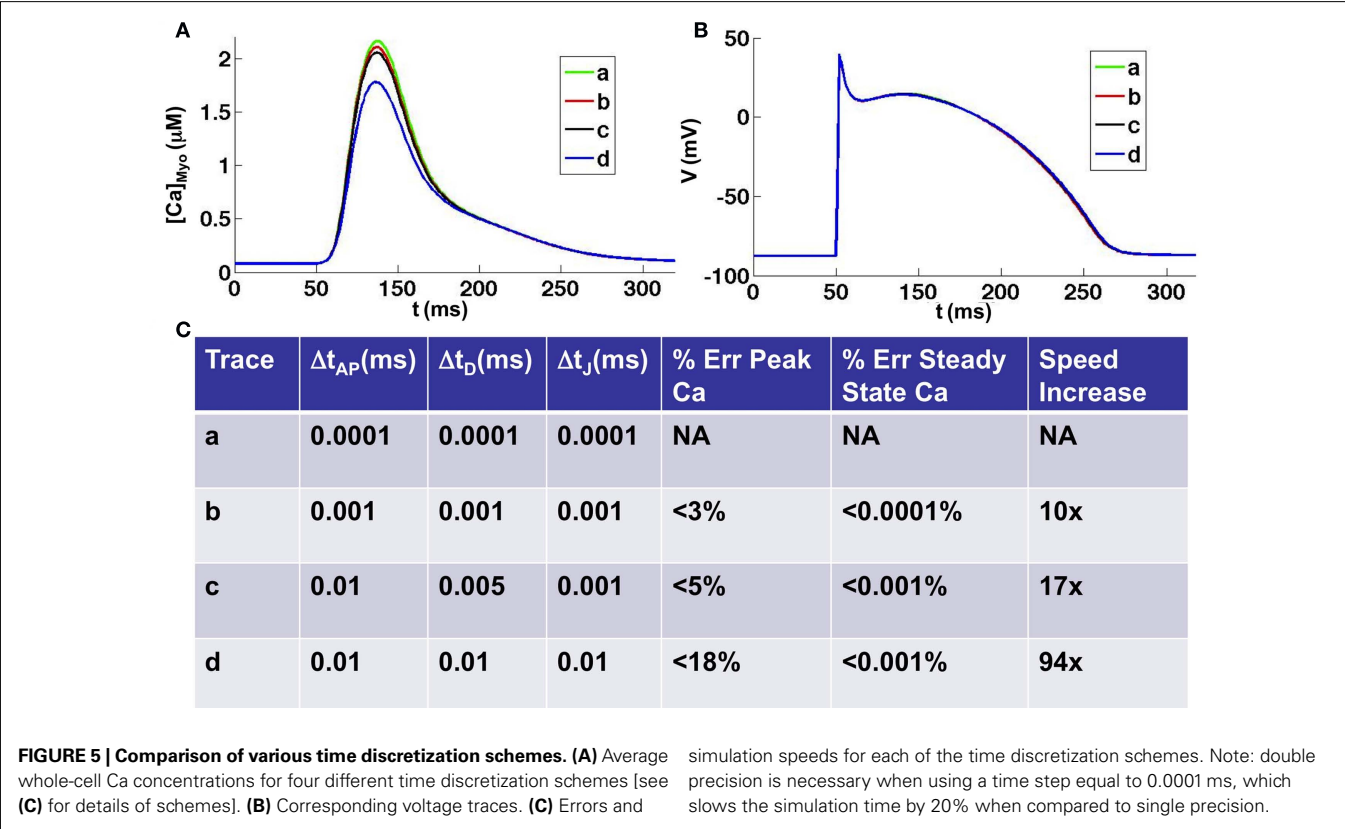 A
2
1.5
1
0.5
0
[Ca]Myo (μM)
0 50 100 150 200 250 300
t (ms)
a
b
c
d
B
50
0
-50
-100
V (mV)
0 50 100 150 200 250 300
t (ms)
a
b
c
d
C
Trace ΔtAP(ms) ΔtD(ms) ΔtJ(ms) % Err Peak Ca % Err Steady State Ca Speed Increase
a 0.0001 0.0001 0.0001 NA NA NA
b 0.001 0.001 0.001 <3% <0.0001% 10x
c 0.01 0.005 0.001 <5% <0.001% 17x
d 0.01 0.01 0.01 <18% <0.001% 94x
FIGURE 5 | Comparison of various time discretization schemes. (A) Average
whole-cell Ca concentrations for four different time discretization schemes [see
(C) for details of schemes]. (B) Corresponding voltage traces. (C) Errors and
simulation speeds for each of the time discretization schemes. Note: double
precision is necessary when using a time step equal to 0.0001 ms, which
slows the simulation time by 20% when compared to single precision.